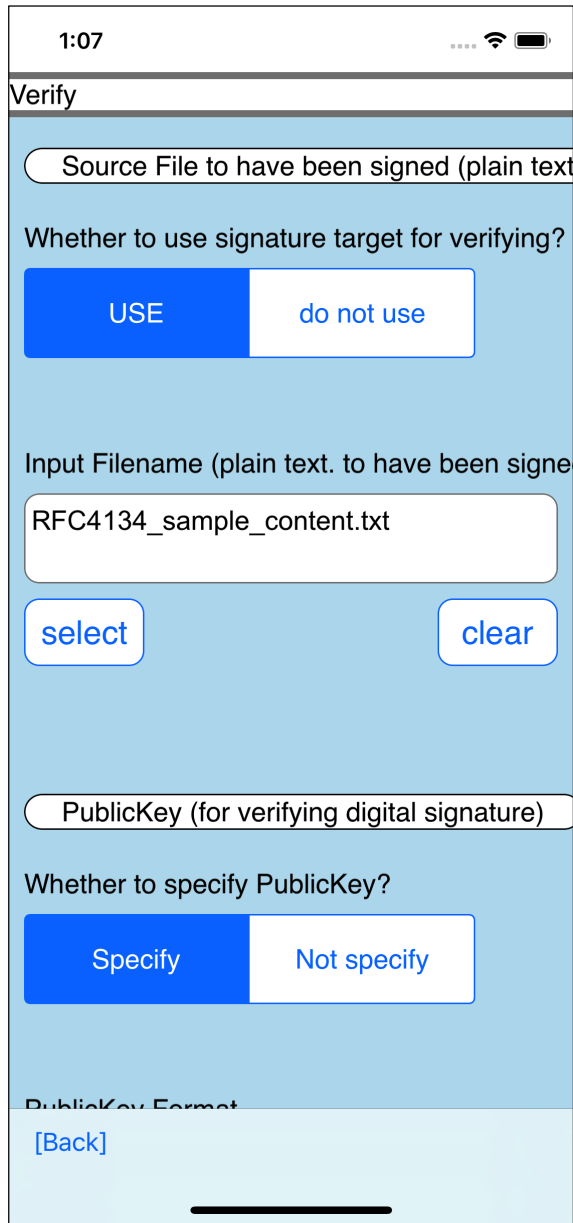 1:07
Verify
Source File to have been signed (plain text
Whether to use signature target for verifying?
USE
do not use
Input Filename (plain text. to have been signe
RFC4134_sample_content.txt
select
clear
PublicKey (for verifying digital signature)
Whether to specify PublicKey?
Specify
Not specify
PublicKey Format
[Back]